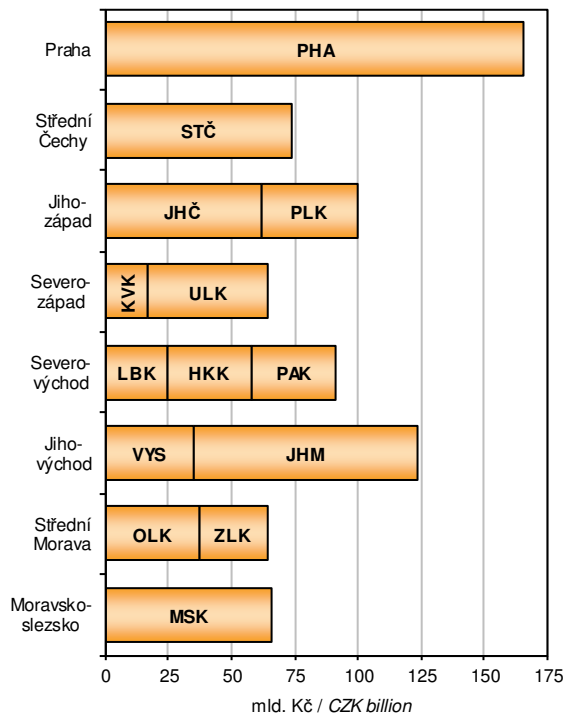 Praha
PHA
Střední
Čechy
STČ
Jiho-
západ
JHČ PLK
Severo-
západ
KVK ULK
Severo-
východ
LBK HKK PAK
Jiho-
východ
VYS JHM
Střední
Morava
OLK ZLK
Moravsko-
slezsko
MSK
0 25 50 75 100 125 150 175
mld. Kč / CZK billion